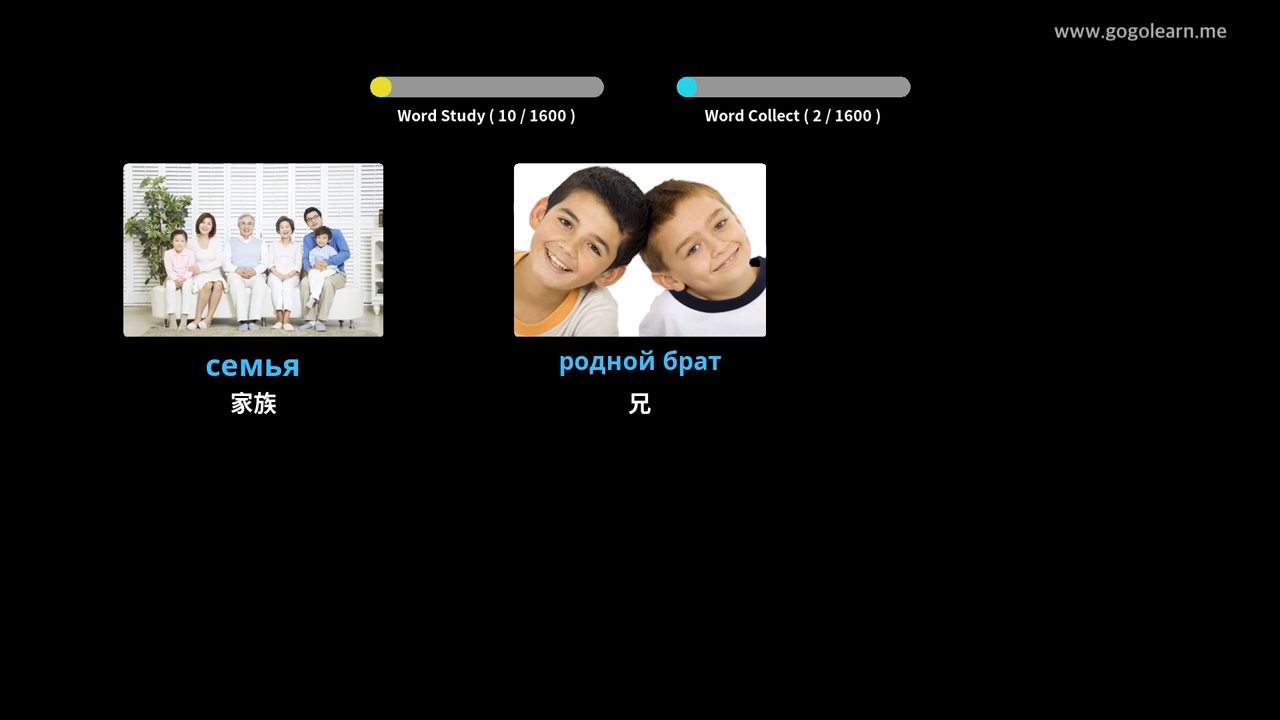 www.gogolearn.me
Word Study ( 10 / 1600 )
Word Collect ( 2 / 1600 )
семья
家族
родной брат
兄